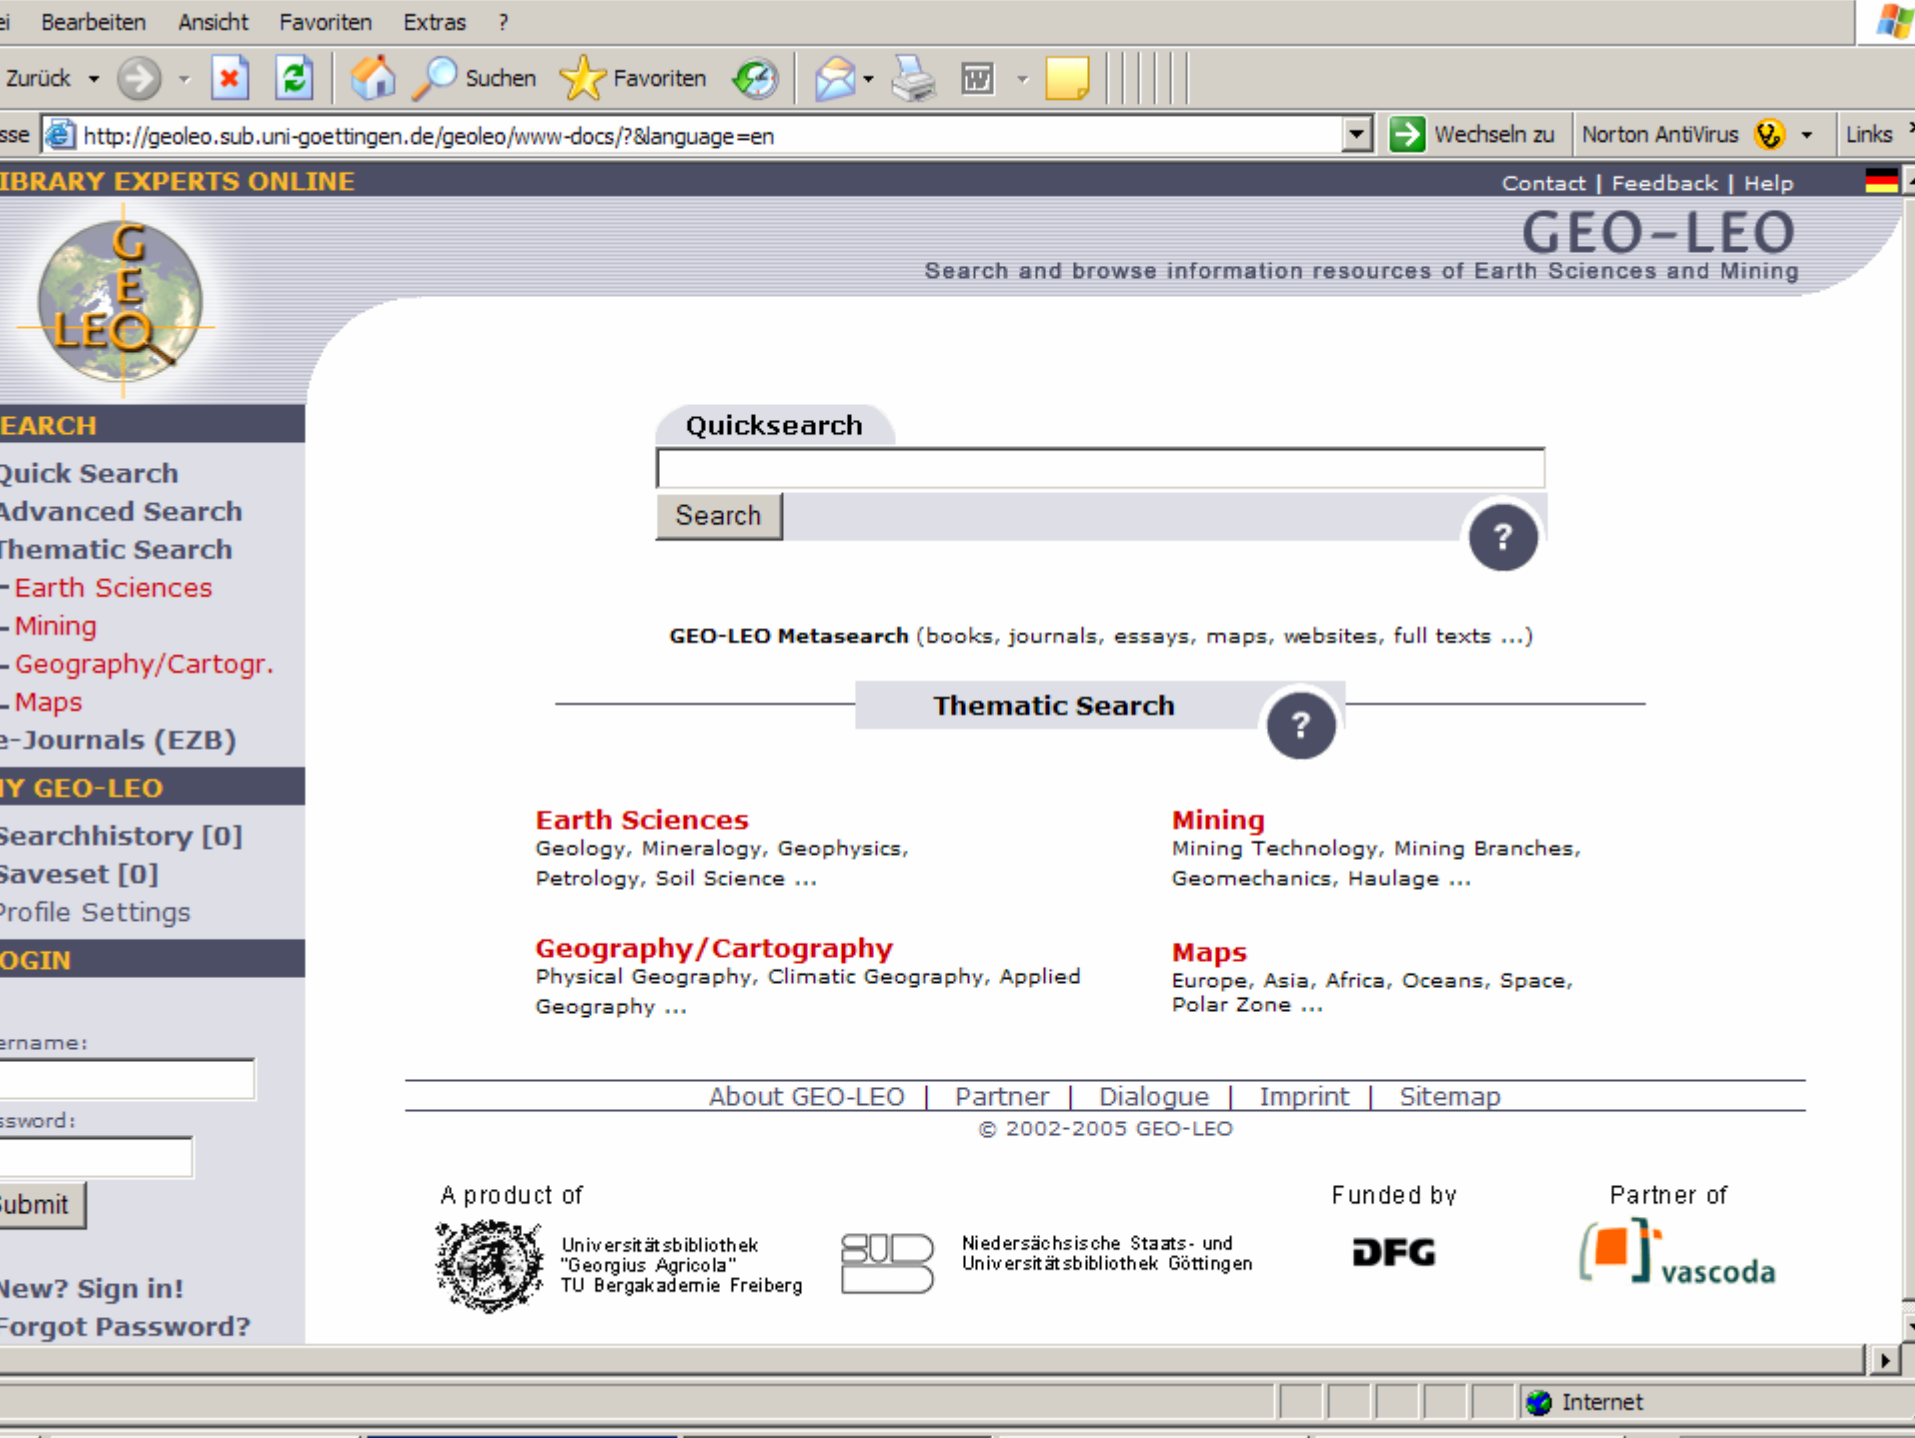 ei Bearbeiten Ansicht Favoriten Extras ?
Zurück Suchen Favoriten
sse http://geoleo.sub.uni-goettingen.de/geoleo/www-docs/?&language=en Wechseln zu Norton AntiVirus Links
IBRARY EXPERTS ONLINE Contact | Feedback | Help
GEO-LEO
Search and browse information resources of Earth Sciences and Mining
GEO
LEO
EARCH
Quick Search
Advanced Search
Thematic Search
Earth Sciences
Mining
Geography/Cartogr.
Maps
e-Journals (EZB)
MY GEO-LEO
Searchhistory [0]
Saveset [0]
Profile Settings
OGIN
ername:
ssword:
Submit
New? Sign in!
Forgot Password?
Quicksearch
Search
?
GEO-LEO Metasearch (books, journals, essays, maps, websites, full texts ...)
Thematic Search ?
Earth Sciences
Geology, Mineralogy, Geophysics,
Petrology, Soil Science ...
Mining
Mining Technology, Mining Branches,
Geomechanics, Haulage ...
Geography/Cartography
Physical Geography, Climatic Geography, Applied
Geography ...
Maps
Europe, Asia, Africa, Oceans, Space,
Polar Zone ...
About GEO-LEO | Partner | Dialogue | Imprint | Sitemap
© 2002-2005 GEO-LEO
A product of
Universitätsbibliothek
"Georgius Agricola"
TU Bergakademie Freiberg
SUB
Niedersächsische Staats- und
Universitätsbibliothek Göttingen
Funded by
DFG
Partner of
vascoda
Internet